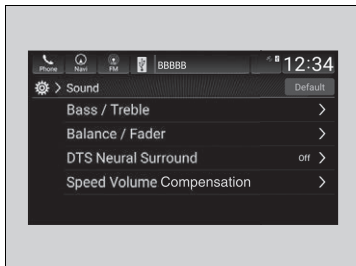 Phone Navi FM BBBBB 12:34
Sound Default
Bass / Treble
Balance / Fader
DTS Neural Surround Off
Speed Volume Compensation